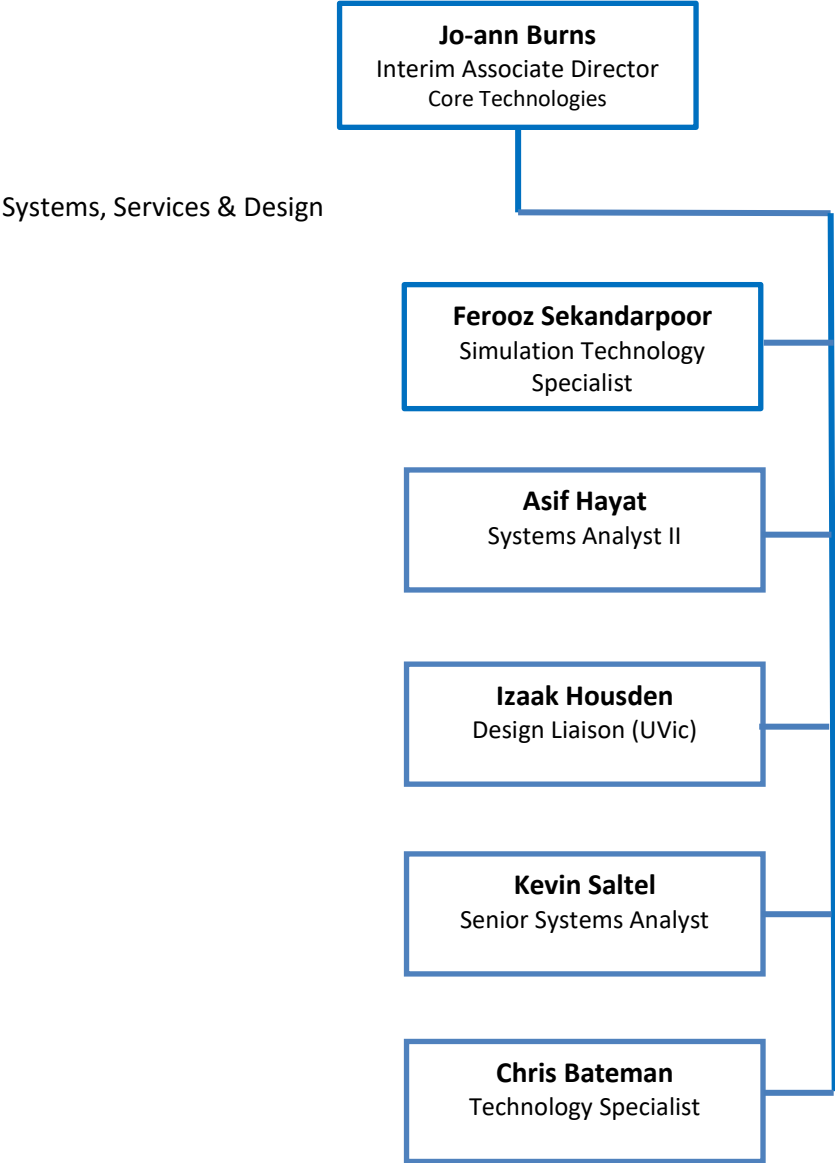 Jo-ann Burns
Interim Associate Director
Core Technologies
Systems, Services & Design
Ferooz Sekandarpoor
Simulation Technology
Specialist
Asif Hayat
Systems Analyst II
Izaak Housden
Design Liaison (UVic)
Kevin Saltel
Senior Systems Analyst
Chris Bateman
Technology Specialist